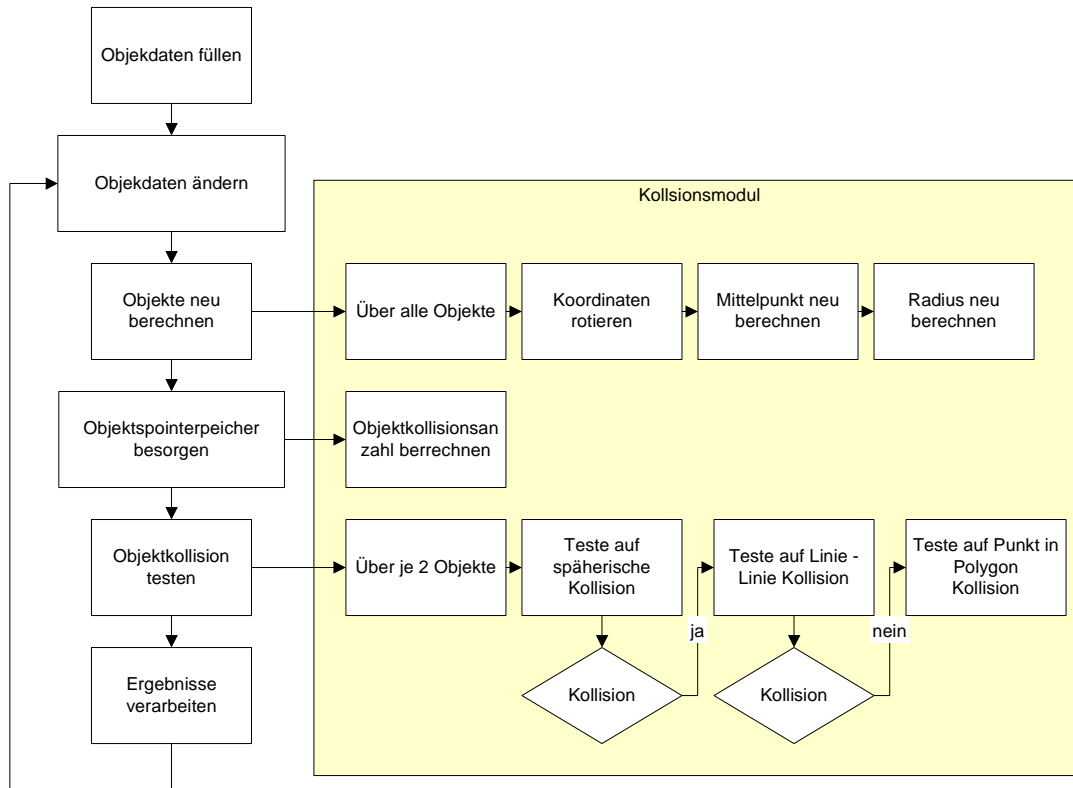 Objekdaten füllen
Objekdaten ändern
Kollsionsmodul
Objekte neu
berechnen
Über alle Objekte
Koordinaten
rotieren
Mittelpunkt neu
berechnen
Radius neu
berechnen
Objektspointerpeicher
besorgen
Objektkollisionsan
zahl berrechnen
Objektkollision
testen
Über je 2 Objekte
Teste auf
späherische
Kollision
Teste auf Linie -
Linie Kollision
Teste auf Punkt in
Polygon
Kollision
ja
nein
Ergebnisse
verarbeiten
Kollision
Kollision